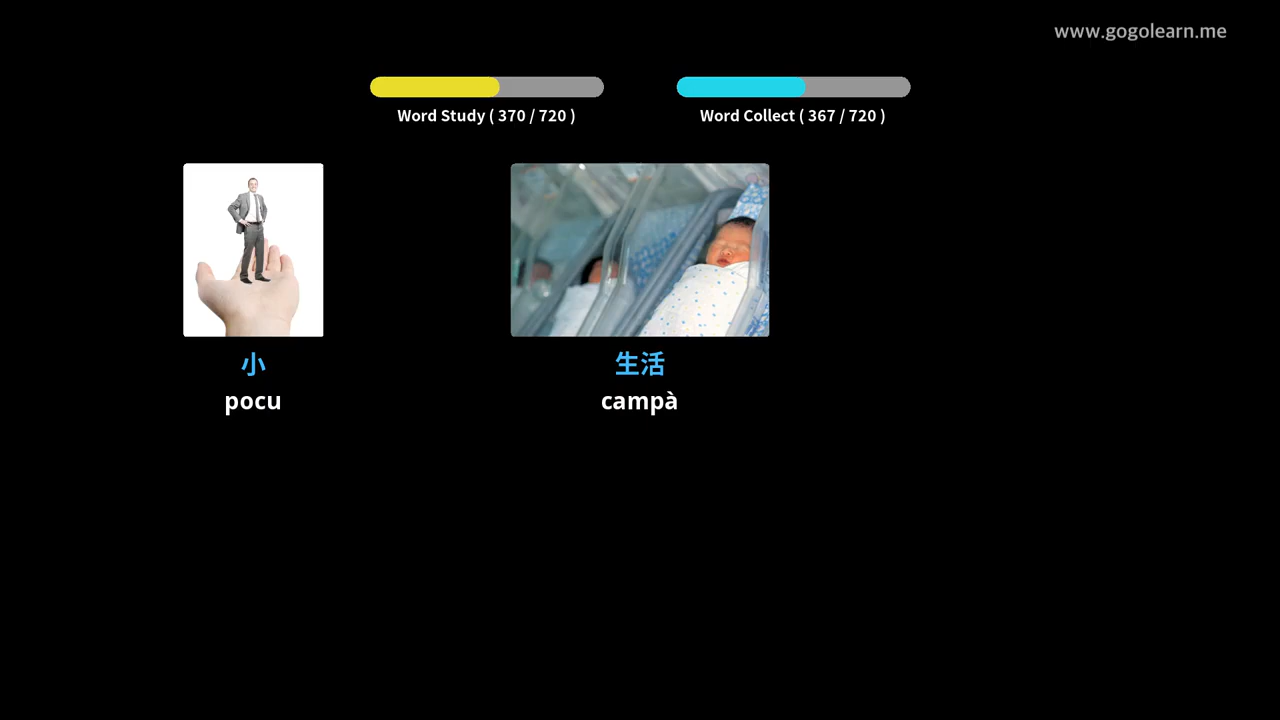 www.gogolearn.me
Word Study ( 370 / 720 )
Word Collect ( 367 / 720 )
小
pocu
生活
campà